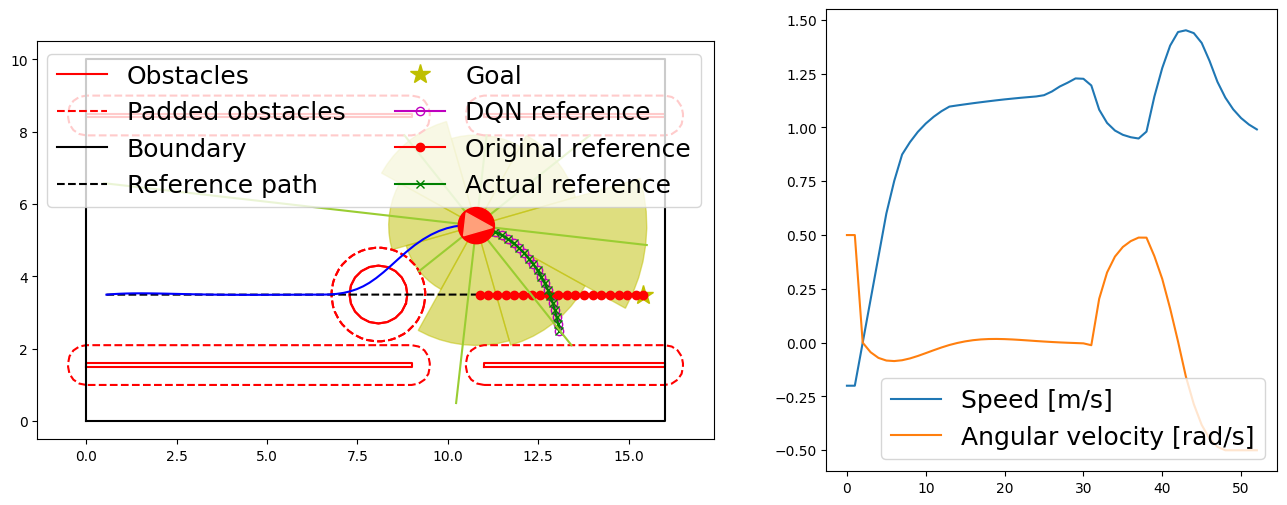 Obstacles
Padded obstacles
Boundary
Reference path
Goal
DQN reference
Original reference
Actual reference
10
8
6
4
2
0
0.0 2.5 5.0 7.5 10.0 12.5 15.0
1.50
1.25
1.00
0.75
0.50
0.25
0.00
−0.25
−0.50
Speed [m/s]
Angular velocity [rad/s]
0 10 20 30 40 50